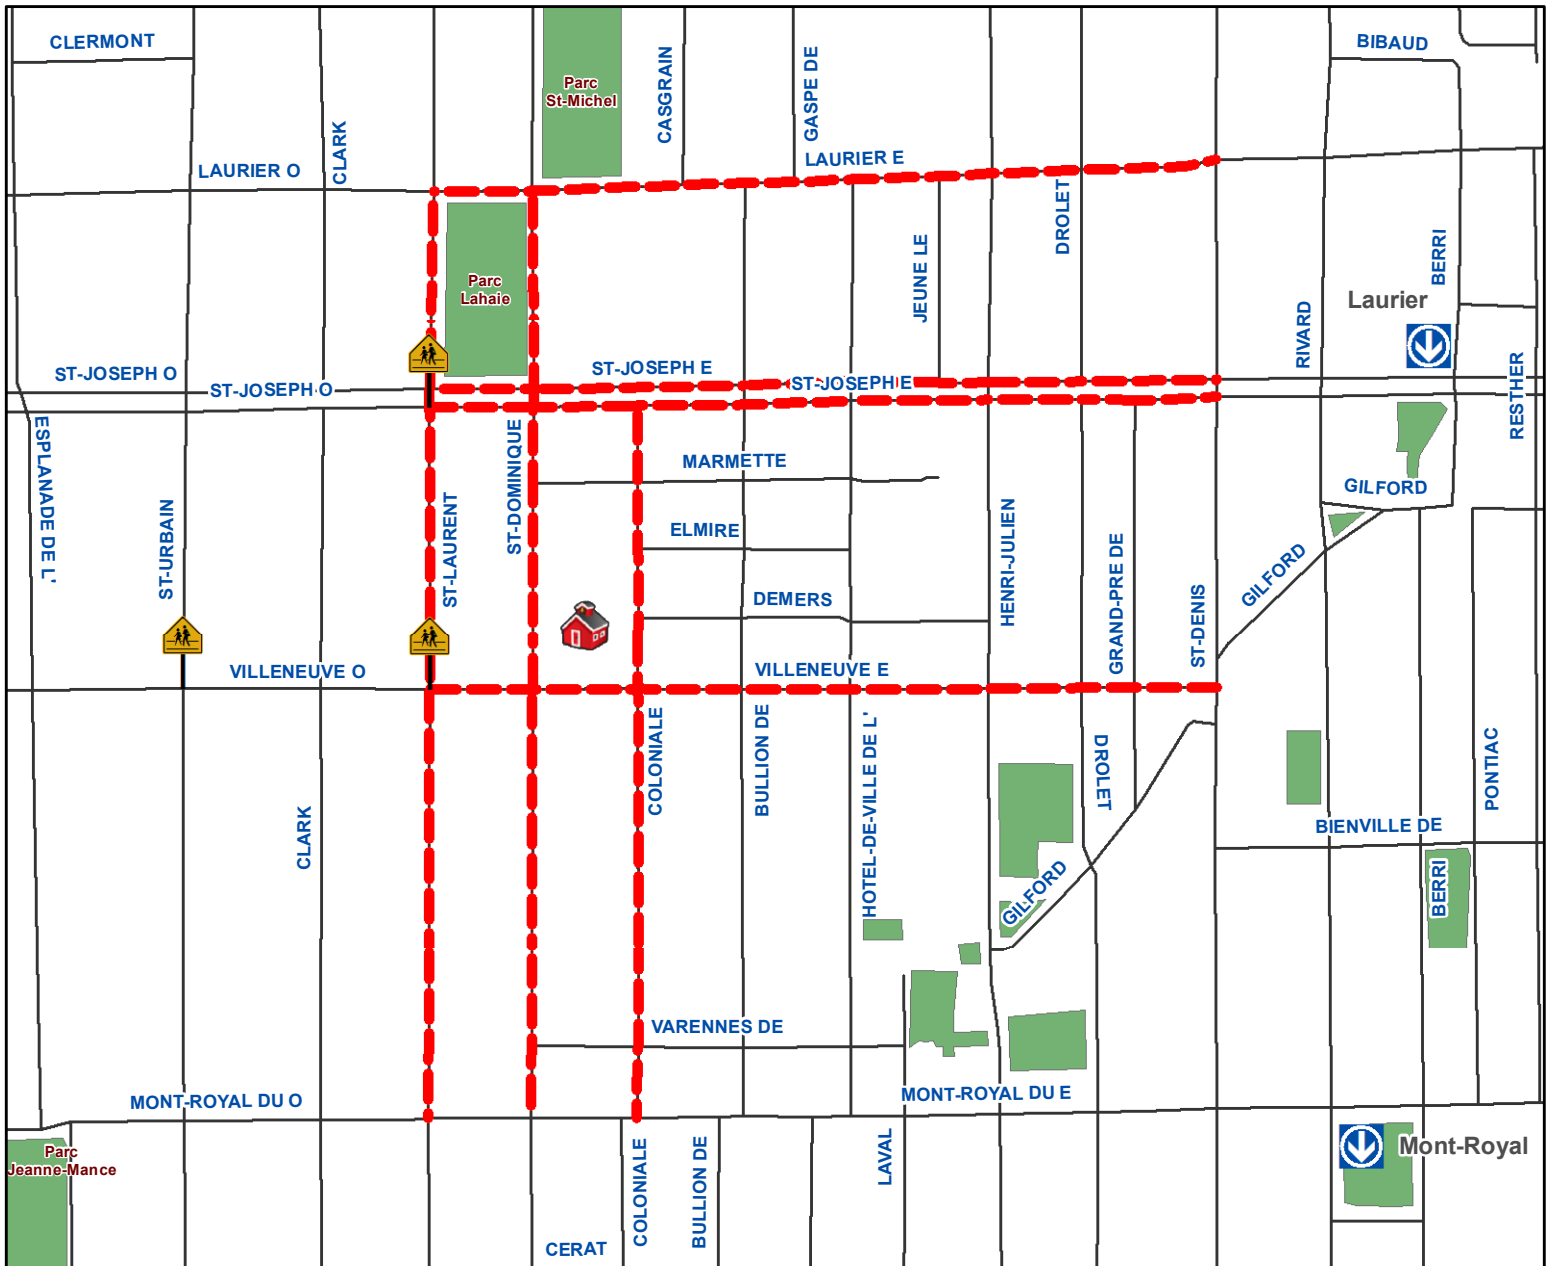 CLERMONT
BIBAUD
Parc
St-Michel
CASGRAIN
GASPE DE
CLARK
LAURIER O
LAURIER E
DROLET
JEUNE LE
BERRI
Parc
Lahaie
Laurier
RIVARD
ST-JOSEPH O
ST-JOSEPH O
ST-JOSEPH E
ST-JOSEPH E
RESTHER
ESPLANADE DE L'
ST-DOMINIQUE
MARMETTE
GILFORD
ST-URBAIN
ST-LAURENT
ELMIRE
HENRI-JULIEN
GRAND-PRE DE
GILFORD
DEMERS
ST-DENIS
VILLENEUVE O
VILLENEUVE E
COLONIALE
BULLION DE
HOTEL-DE-VILLE DE L'
DROLET
PONTIAC
CLARK
BIENVILLE DE
GILFORD
BERRI
VARENNES DE
MONT-ROYAL DU O
MONT-ROYAL DU E
Parc
Jeanne-Mance
COLONIALE
BULLION DE
LAVAL
Mont-Royal
CERAT